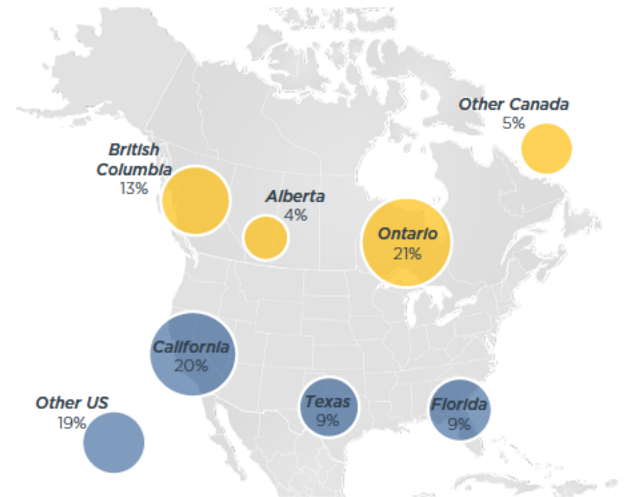 Other Canada
5%
British
Columbia
13%
Alberta
4%
Ontario
21%
California
20%
Other US
19%
Texas
9%
Florida
9%